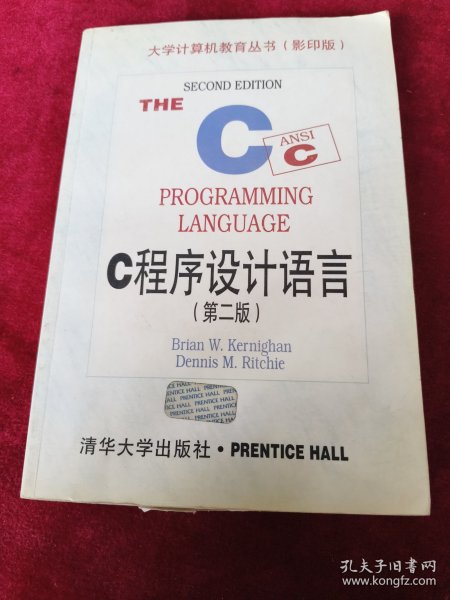 大学计算机教育丛书（影印版）
SECOND EDITION
THE
C
ANSI
C
PROGRAMMING
LANGUAGE
C程序设计语言
（第二版）
Brian W. Kernighan
Dennis M. Ritchie
PRENTICE HALL
清华大学出版社·PRENTICE HALL
孔夫子旧书网
www.kongfz.com